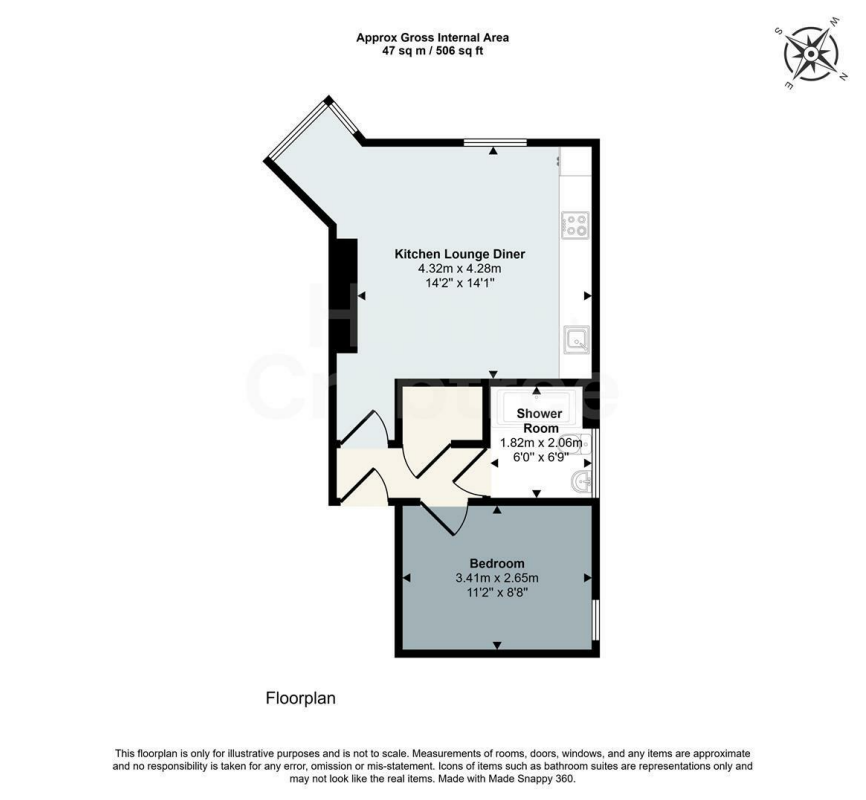 Approx Gross Internal Area
47 sq m / 506 sq ft
S
W
N
E
Kitchen Lounge Diner
4.32m x 4.28m
14'2" x 14'1"
Shower
Room
1.82m x 2.06m
6'0" x 6'9"
Bedroom
3.41m x 2.65m
11'2" x 8'8"
Floorplan
This floorplan is only for illustrative purposes and is not to scale. Measurements of rooms, doors, windows, and any items are approximate
and no responsibility is taken for any error, omission or mis-statement. Icons of items such as bathroom suites are representations only and
may not look like the real items. Made with Made Snappy 360.